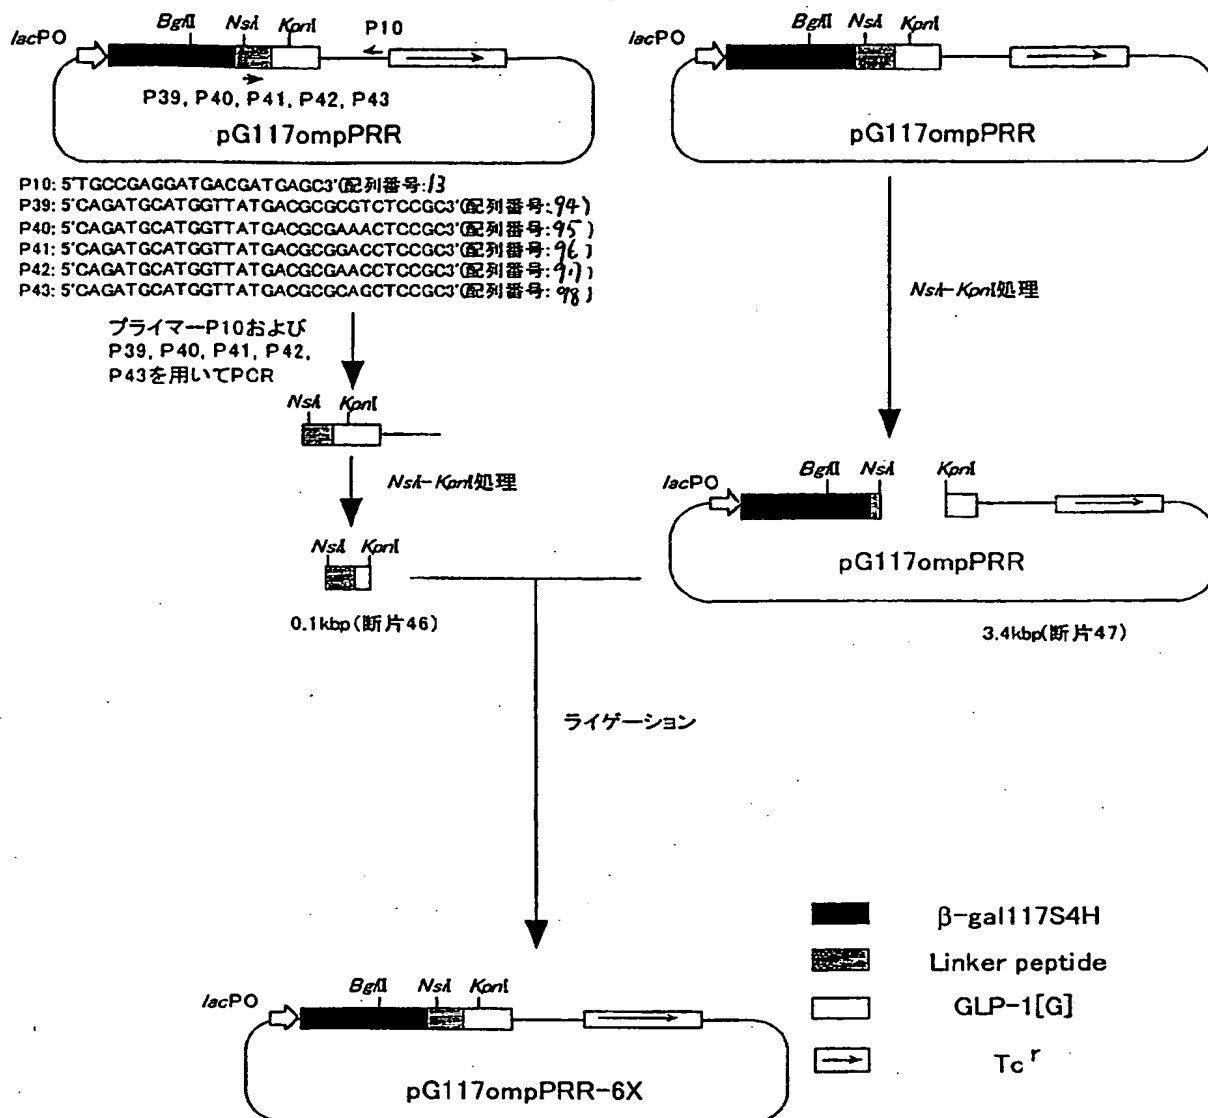 BglII NsiI KpnI P10
lacPO
P39, P40, P41, P42, P43
pG117ompPRR
BglII NsiI KpnI
lacPO
pG117ompPRR
P10: 5'TGCCGAGGATGACGATGAGC3'(配列番号:13
P39: 5'CAGATGCATGGTTATGACGCGCGTCTCCGC3'(配列番号:94)
P40: 5'CAGATGCATGGTTATGACGCGAAACTCCGC3'(配列番号:95)
P41: 5'CAGATGCATGGTTATGACGCGGACCTCCGC3'(配列番号:96)
P42: 5'CAGATGCATGGTTATGACGCGAACCTCCGC3'(配列番号:97)
P43: 5'CAGATGCATGGTTATGACGCGCAGCTCCGC3'(配列番号:98)
NsiI-KpnI処理
プライマーP10および
P39, P40, P41, P42,
P43を用いてPCR
NsiI KpnI
NsiI-KpnI処理
NsiI KpnI
0.1kbp(断片46)
BglII NsiI KpnI
lacPO
pG117ompPRR
3.4kbp(断片47)
ライゲーション
BglII NsiI KpnI
lacPO
pG117ompPRR-6X
β-gal117S4H
Linker peptide
GLP-1[G]
Tc r